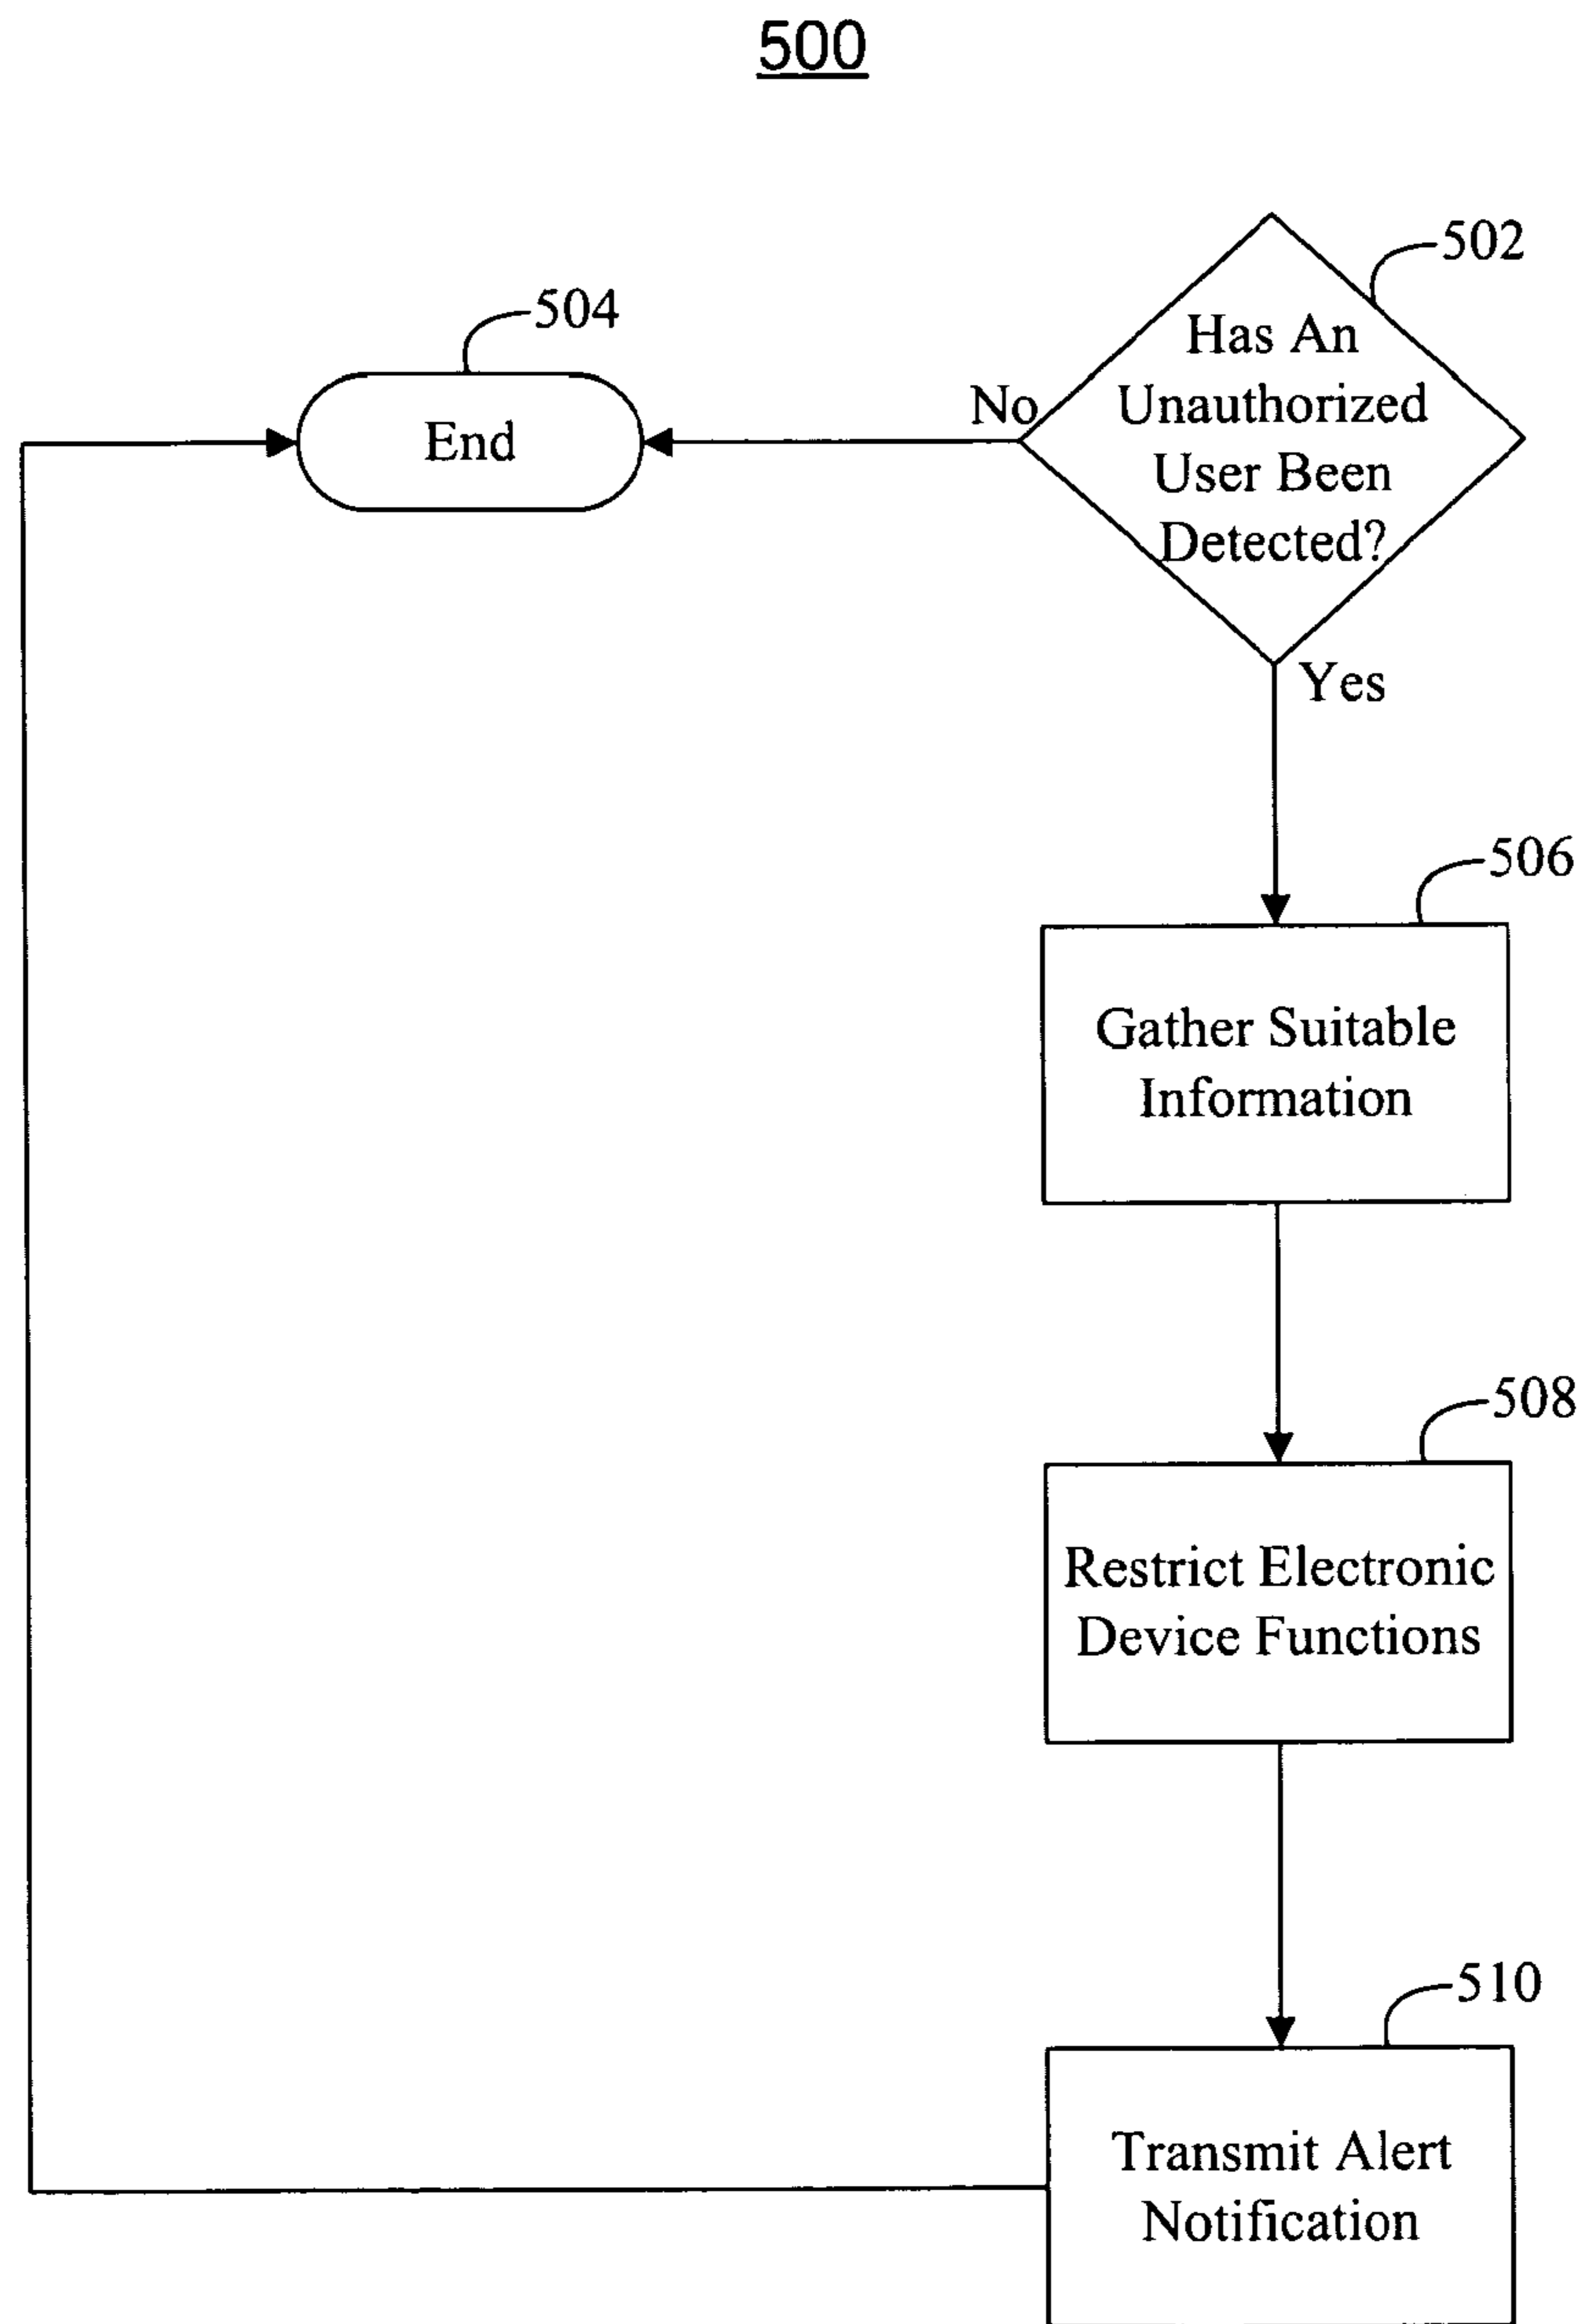 500
502
504
Has An
Unauthorized
User Been
Detected?
No
End
Yes
506
Gather Suitable
Information
508
Restrict Electronic
Device Functions
510
Transmit Alert
Notification